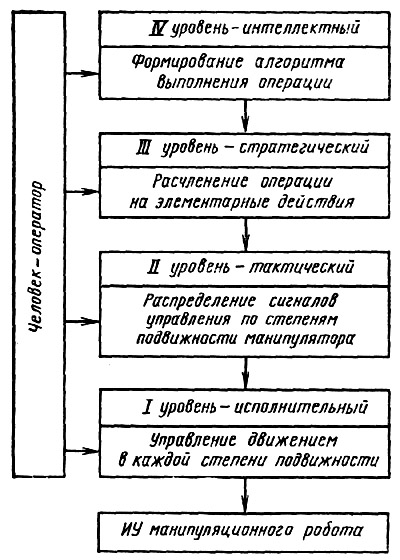 Человек-оператор
IV уровень-интеллектный
Формирование алгоритма
выполнения операции
III уровень-стратегический
Расчленение операции
на элементарные действия
II уровень-тактический
Распределение сигналов
управления по степеням
подвижности манипулятора
I уровень-исполнительный
Управление движением
в каждой степени подвижности
ИУ манипуляционного робота